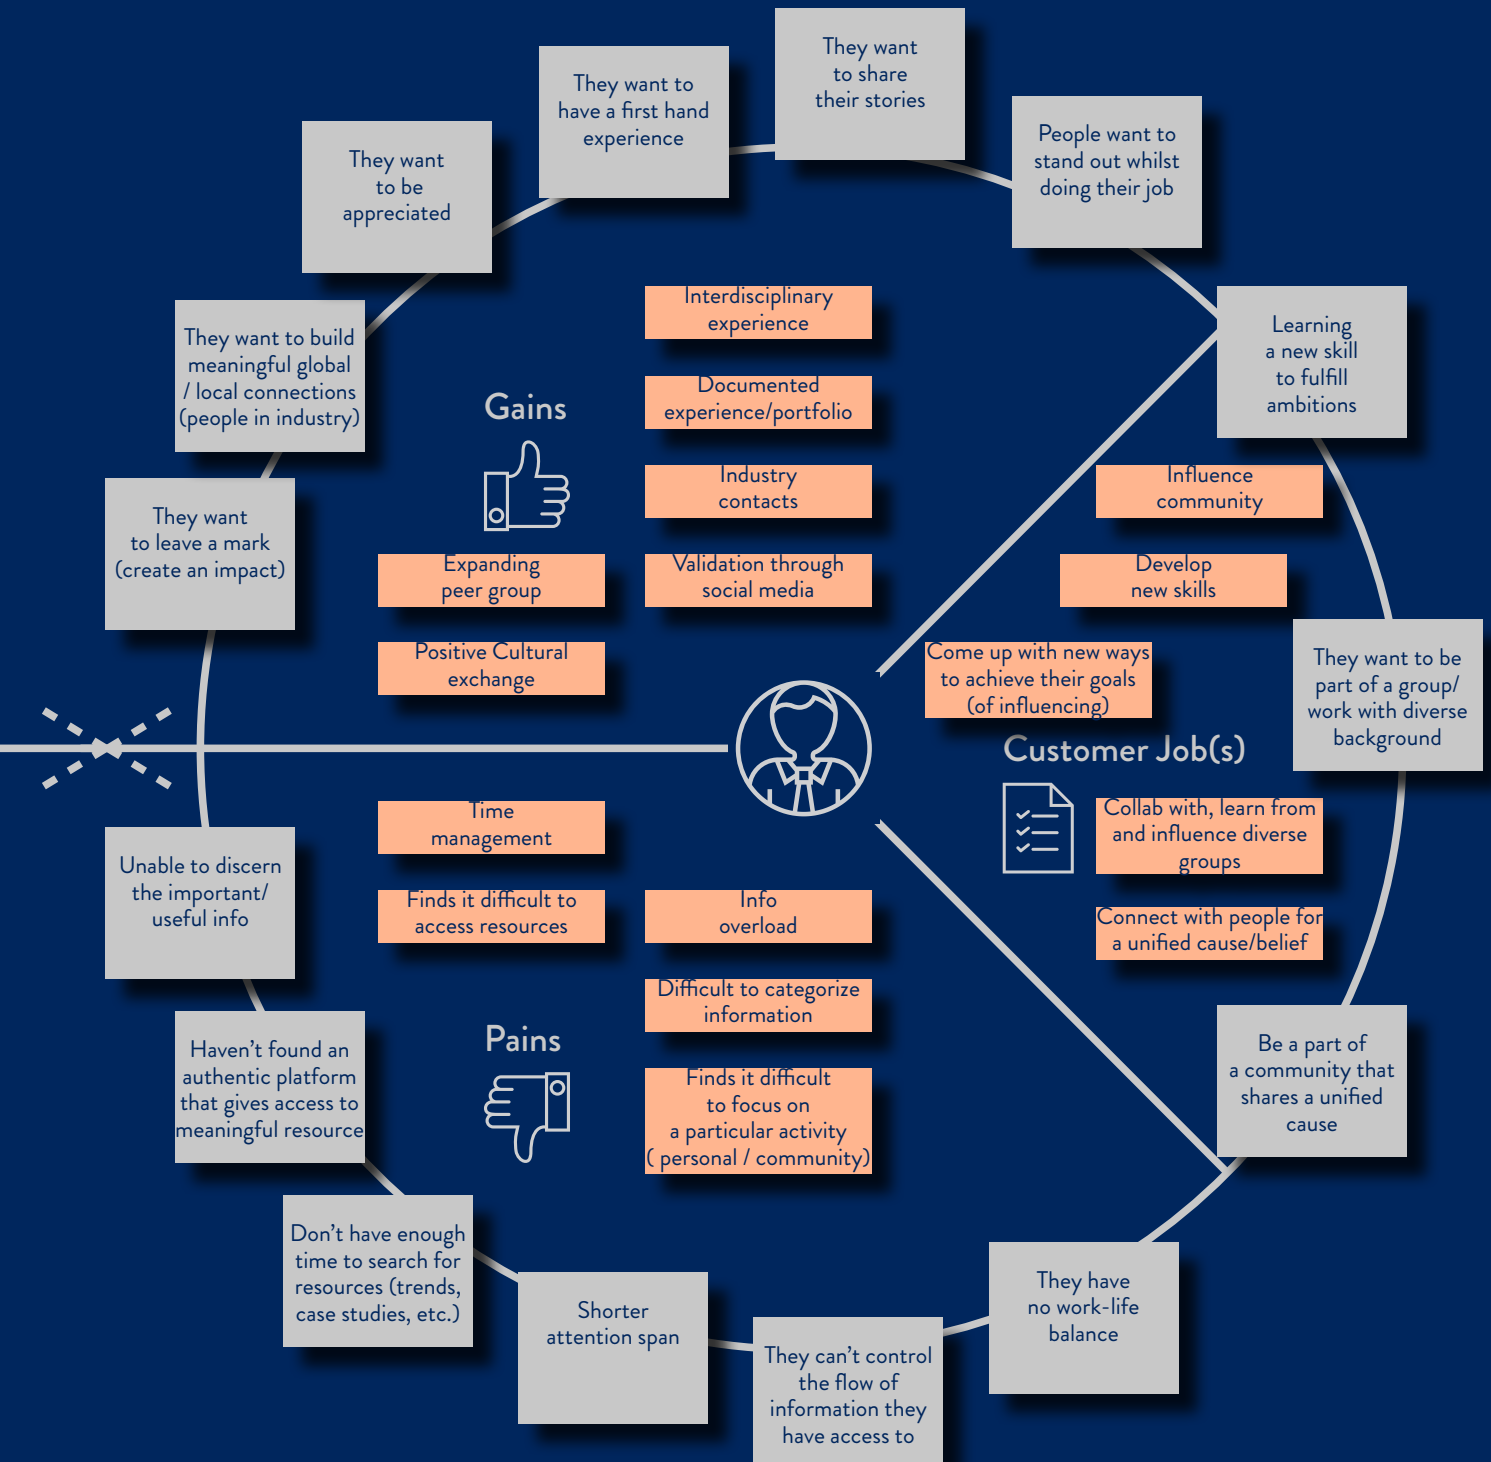 They want
to share
their stories
They want to
have a first hand
experience
People want to
stand out whilst
doing their job
They want
to be
appreciated
They want to build
meaningful global
/ local connections
(people in industry)
They want
to leave a mark
(create an impact)
Gains
Interdisciplinary
experience
Documented
experience/portfolio
Industry
contacts
Expanding
peer group
Validation through
social media
Positive Cultural
exchange
Learning
a new skill
to fulfill
ambitions
Influence
community
Develop
new skills
Come up with new ways
to achieve their goals
(of influencing)
They want to be
part of a group/
work with diverse
background
Customer Job(s)
Collab with, learn from
and influence diverse
groups
Connect with people for
a unified cause/belief
Be a part of
a community that
shares a unified
cause
Time
management
Finds it difficult to
access resources
Info
overload
Difficult to categorize
information
Pains
Finds it difficult
to focus on
a particular activity
( personal / community)
Unable to discern
the important/
useful info
Haven't found an
authentic platform
that gives access to
meaningful resource
Don't have enough
time to search for
resources (trends,
case studies, etc.)
Shorter
attention span
They can't control
the flow of
information they
have access to
They have
no work-life
balance